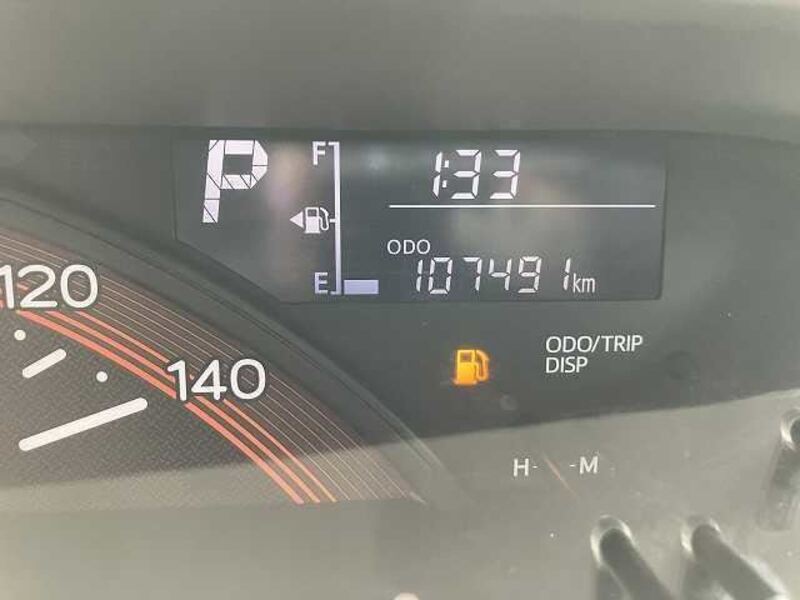 P
F
1:33
E
ODO
107491km
120
140
ODO/TRIP
DISP
H- -M